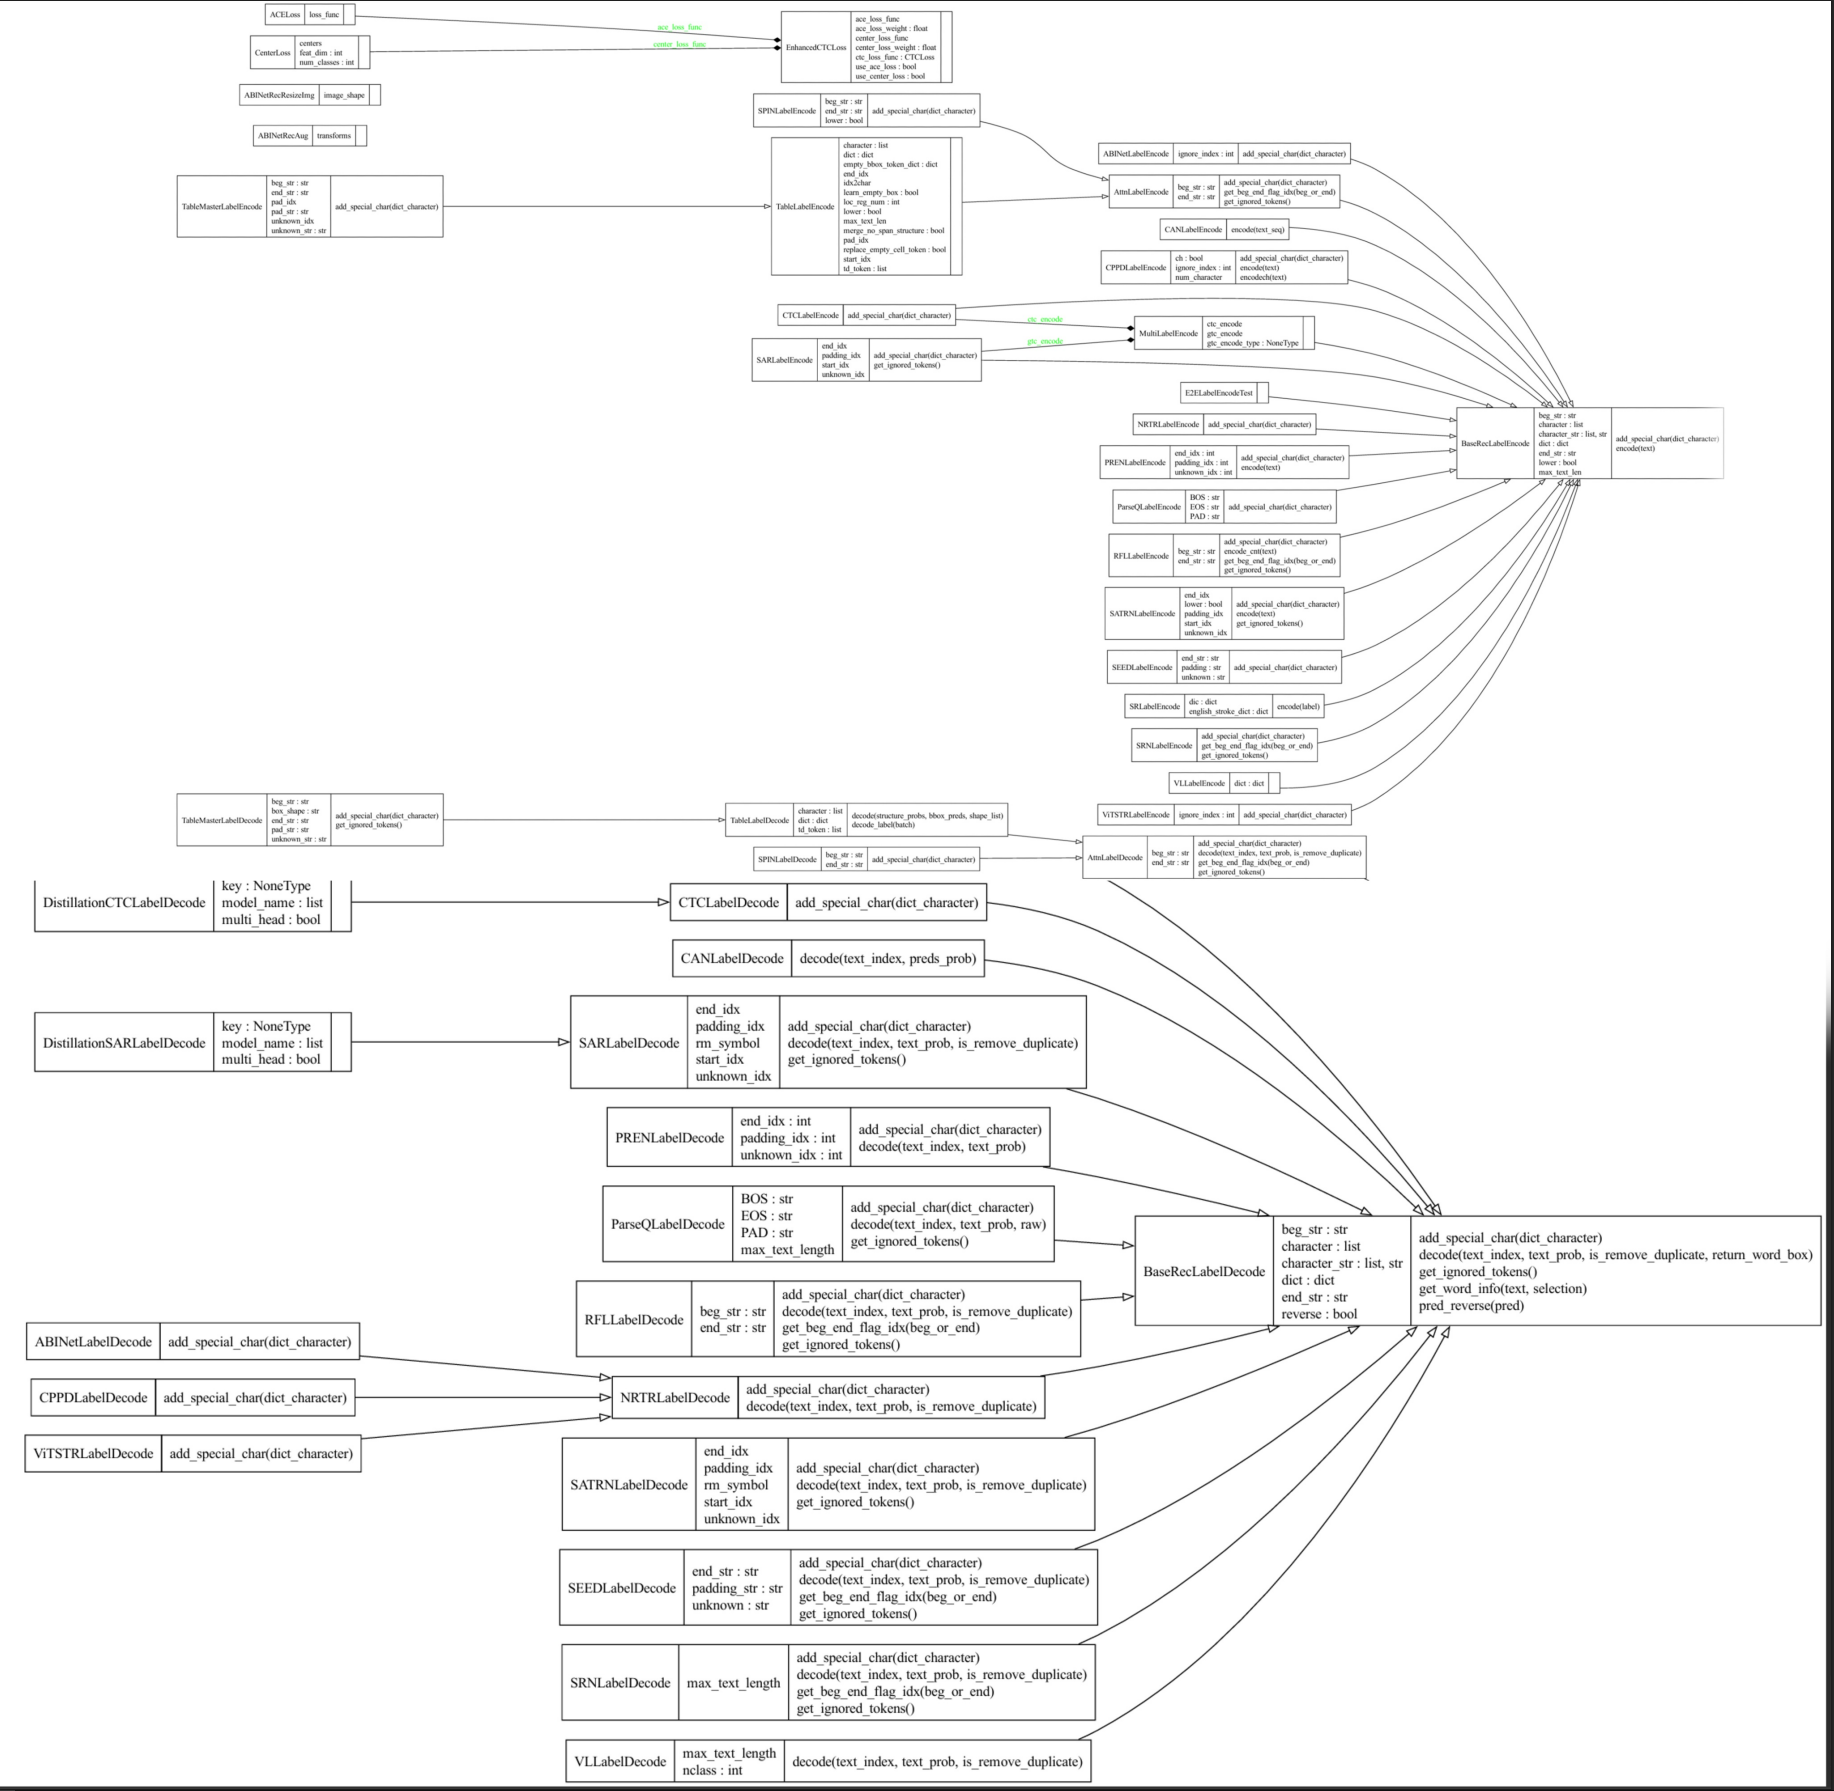 ACELoss
loss_func
ace_loss_func
CenterLoss
centers
feat_dim : int
num_classes : int
center_loss_func
EnhancedCTCLoss
ace_loss_func
ace_loss_weight : float
center_loss_func
center_loss_weight : float
ctc_loss_func : CTCLoss
use_ace_loss : bool
use_center_loss : bool
ABINetRecResizeImg
image_shape
ABINetRecAug
transforms
SPINLabelEncode
beg_str : str
end_str : str
lower : bool
add_special_char(dict_character)
TableMasterLabelEncode
beg_str : str
end_str : str
pad_idx
pad_str : str
unknown_idx
unknown_str : str
add_special_char(dict_character)
TableLabelEncode
character : list
dict : dict
empty_bbox_token_dict : dict
end_idx
idx2char
learn_empty_box : bool
loc_reg_num : int
lower : bool
max_text_len
merge_no_span_structure : bool
pad_idx
replace_empty_cell_token : bool
start_idx
td_token : list
ABINetLabelEncode
ignore_index : int
add_special_char(dict_character)
AttnLabelEncode
beg_str : str
end_str : str
add_special_char(dict_character)
get_beg_end_flag_idx(beg_or_end)
get_ignored_tokens()
CANLabelEncode
encode(text_seq)
CPPDLabelEncode
ch : bool
ignore_index : int
num_character
add_special_char(dict_character)
encode(text)
encodech(text)
CTCLabelEncode
add_special_char(dict_character)
ctc_encode
SARLabelEncode
end_idx
padding_idx
start_idx
unknown_idx
add_special_char(dict_character)
get_ignored_tokens()
gtc_encode
MultiLabelEncode
ctc_encode
gtc_encode
gtc_encode_type : NoneType
E2ELabelEncodeTest
NRTRLabelEncode
add_special_char(dict_character)
PRENLabelEncode
end_idx : int
padding_idx : int
unknown_idx : int
add_special_char(dict_character)
encode(text)
BaseRecLabelEncode
beg_str : str
character : list
character_str : list, str
dict : dict
end_str : str
lower : bool
max_text_len
add_special_char(dict_character)
encode(text)
ParseQLabelEncode
BOS : str
EOS : str
PAD : str
add_special_char(dict_character)
RFLLabelEncode
beg_str : str
end_str : str
add_special_char(dict_character)
encode_cnt(text)
get_beg_end_flag_idx(beg_or_end)
get_ignored_tokens()
SATRNLabelEncode
end_idx
lower : bool
padding_idx
start_idx
unknown_idx
add_special_char(dict_character)
encode(text)
get_ignored_tokens()
SEEDLabelEncode
end_str : str
padding : str
unknown : str
add_special_char(dict_character)
SRLabelEncode
dic : dict
english_stroke_dict : dict
encode(label)
SRNLabelEncode
add_special_char(dict_character)
get_beg_end_flag_idx(beg_or_end)
get_ignored_tokens()
VLLabelEncode
dict : dict
ViTSTRLabelEncode
ignore_index : int
add_special_char(dict_character)
TableMasterLabelDecode
beg_str : str
box_shape : str
end_str : str
pad_str : str
unknown_str : str
add_special_char(dict_character)
get_ignored_tokens()
TableLabelDecode
character : list
dict : dict
td_token : list
decode(structure_probs, bbox_preds, shape_list)
decode_label(batch)
SPINLabelDecode
beg_str : str
end_str : str
add_special_char(dict_character)
AttnLabelDecode
beg_str : str
end_str : str
add_special_char(dict_character)
decode(text_index, text_prob, is_remove_duplicate)
get_beg_end_flag_idx(beg_or_end)
get_ignored_tokens()
DistillationCTCLabelDecode
key : NoneType
model_name : list
multi_head : bool
CTCLabelDecode
add_special_char(dict_character)
CANLabelDecode
decode(text_index, preds_prob)
DistillationSARLabelDecode
key : NoneType
model_name : list
multi_head : bool
SARLabelDecode
end_idx
padding_idx
rm_symbol
start_idx
unknown_idx
add_special_char(dict_character)
decode(text_index, text_prob, is_remove_duplicate)
get_ignored_tokens()
PRENLabelDecode
end_idx : int
padding_idx : int
unknown_idx : int
add_special_char(dict_character)
decode(text_index, text_prob)
ParseQLabelDecode
BOS : str
EOS : str
PAD : str
max_text_length
add_special_char(dict_character)
decode(text_index, text_prob, raw)
get_ignored_tokens()
BaseRecLabelDecode
beg_str : str
character : list
character_str : list, str
dict : dict
end_str : str
reverse : bool
add_special_char(dict_character)
decode(text_index, text_prob, is_remove_duplicate, return_word_box)
get_ignored_tokens()
get_word_info(text, selection)
pred_reverse(pred)
RFLLabelDecode
beg_str : str
end_str : str
add_special_char(dict_character)
decode(text_index, text_prob, is_remove_duplicate)
get_beg_end_flag_idx(beg_or_end)
get_ignored_tokens()
ABINetLabelDecode
add_special_char(dict_character)
CPPDLabelDecode
add_special_char(dict_character)
ViTSTRLabelDecode
add_special_char(dict_character)
NRTRLabelDecode
add_special_char(dict_character)
decode(text_index, text_prob, is_remove_duplicate)
SATRNLabelDecode
end_idx
padding_idx
rm_symbol
start_idx
unknown_idx
add_special_char(dict_character)
decode(text_index, text_prob, is_remove_duplicate)
get_ignored_tokens()
SEEDLabelDecode
end_str : str
padding_str : str
unknown : str
add_special_char(dict_character)
decode(text_index, text_prob, is_remove_duplicate)
get_beg_end_flag_idx(beg_or_end)
get_ignored_tokens()
SRNLabelDecode
max_text_length
add_special_char(dict_character)
decode(text_index, text_prob, is_remove_duplicate)
get_beg_end_flag_idx(beg_or_end)
get_ignored_tokens()
VLLabelDecode
max_text_length
nclass : int
decode(text_index, text_prob, is_remove_duplicate)